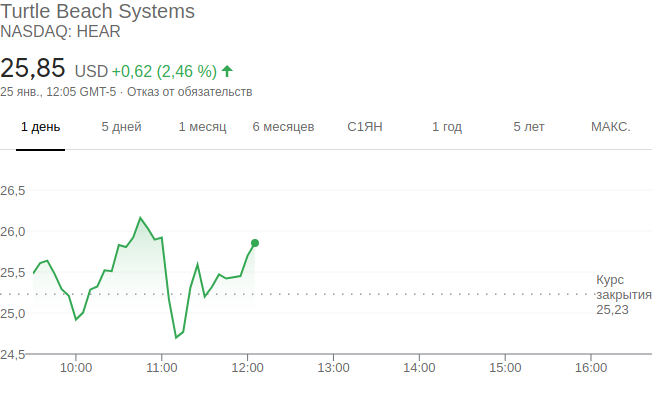 Turtle Beach Systems
NASDAQ: HEAR
25,85 USD +0,62 (2,46 %)
25 янв., 12:05 GMT-5 · Отказ от обязательств
1 день 5 дней 1 месяц 6 месяцев С1ЯН 1 год 5 лет МАКС.
26,5
26,0
25,5
Курс
закрытия
25,23
25,0
24,5
10:00 11:00 12:00 13:00 14:00 15:00 16:00